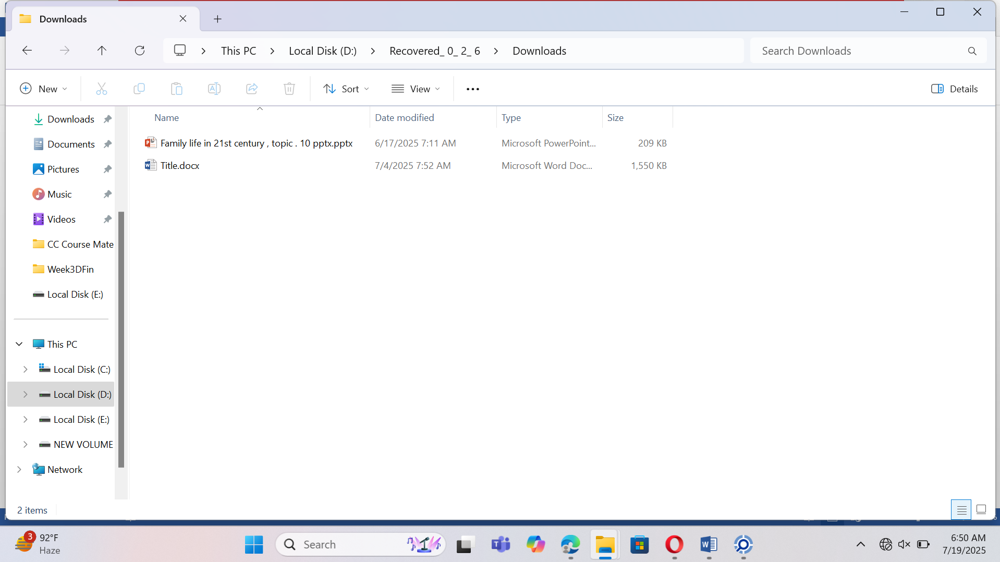 Downloads
This PC
Local Disk (D:)
Recovered_ 0_ 2_ 6
Downloads
Search Downloads
New
Sort
View
Details
Downloads
Documents
Pictures
Music
Videos
CC Course Mate
Week3DFin
Local Disk (E:)
This PC
Local Disk (C:)
Local Disk (D:)
Local Disk (E:)
NEW VOLUME
Network
Name
Date modified
Type
Size
Family life in 21st century , topic . 10 pptx.pptx
6/17/2025 7:11 AM
Microsoft PowerPoint...
209 KB
Title.docx
7/4/2025 7:52 AM
Microsoft Word Doc...
1,550 KB
2 items
3
92°F
Haze
Search
6:50 AM
7/19/2025